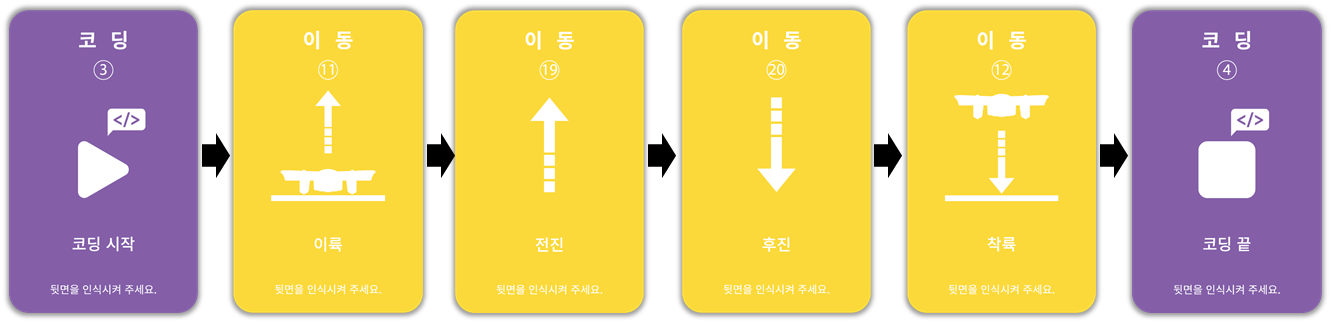 코 딩
③
</>
코딩 시작
뒷면을 인식시켜 주세요.
이 동
⑪
이륙
뒷면을 인식시켜 주세요.
이 동
⑲
전진
뒷면을 인식시켜 주세요.
이 동
⑳
후진
뒷면을 인식시켜 주세요.
이 동
⑫
착륙
뒷면을 인식시켜 주세요.
코 딩
④
</>
코딩 끝
뒷면을 인식시켜 주세요.